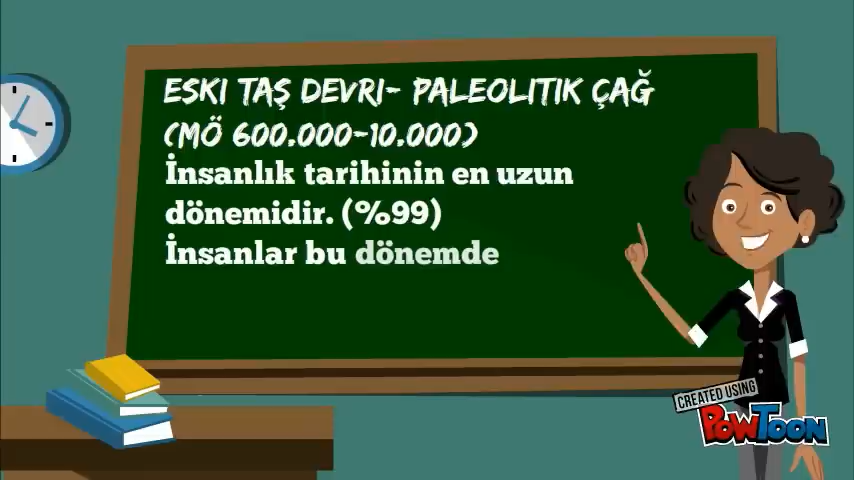 ESKI TAŞ DEVRI- PALEOLITIK ÇAĞ
(MÖ 600.000-10.000)
İnsanlık tarihinin en uzun
dönemidir. (%99)
İnsanlar bu dönemde
CREATED USING
POWTOON